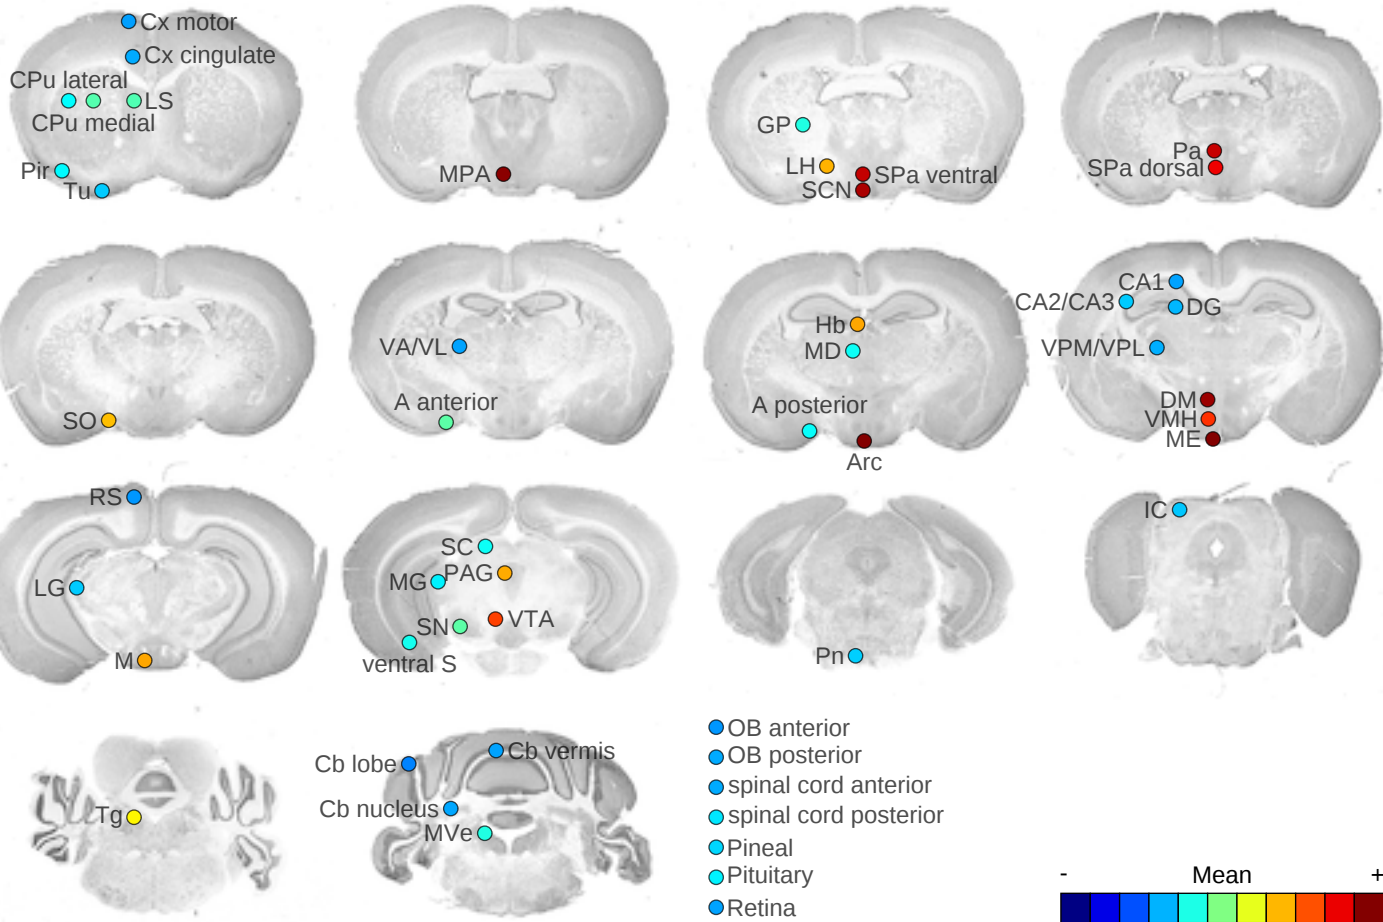 Cx motor
Cx cingulate
CPu lateral
LS
CPu medial
Pir
Tu
MPA
GP
LH
SPa ventral
SCN
Pa
SPa dorsal
SO
VA/VL
A anterior
Hb
MD
A posterior
Arc
CA1
CA2/CA3
DG
VPM/VPL
DM
VMH
ME
RS
LG
M
SC
MG
PAG
SN
VTA
ventral S
Pn
IC
Tg
Cb lobe
Cb vermis
Cb nucleus
MVe
OB anterior
OB posterior
spinal cord anterior
spinal cord posterior
Pineal
Pituitary
Retina
- Mean +